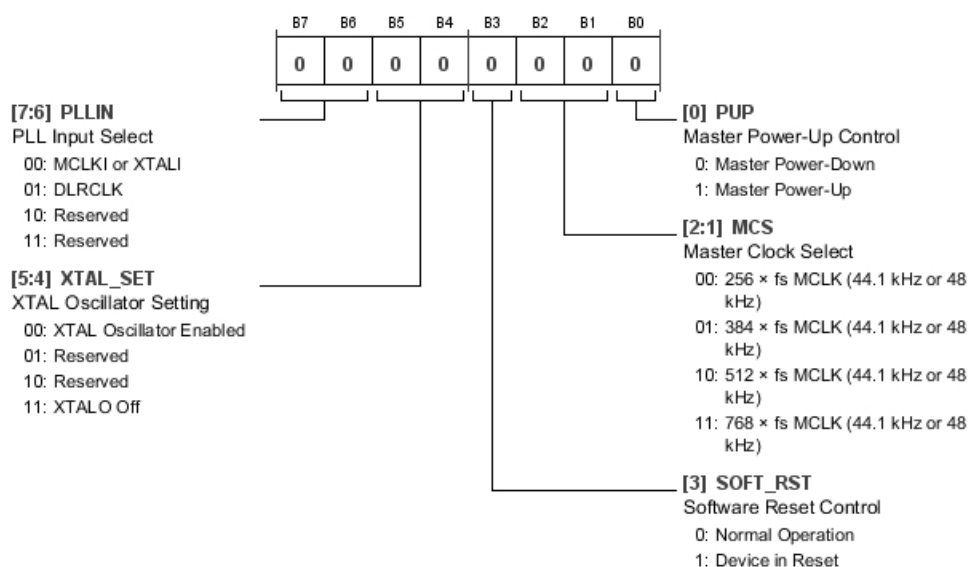 B7 B6 B5 B4 B3 B2 B1 B0
0 0 0 0 0 0 0 0
[7:6] PLLIN
PLL Input Select
00: MCLKI or XTALI
01: DLRCLK
10: Reserved
11: Reserved
[5:4] XTAL_SET
XTAL Oscillator Setting
00: XTAL Oscillator Enabled
01: Reserved
10: Reserved
11: XTALO Off
[0] PUP
Master Power-Up Control
0: Master Power-Down
1: Master Power-Up
[2:1] MCS
Master Clock Select
00: 256 × fs MCLK (44.1 kHz or 48
kHz)
01: 384 × fs MCLK (44.1 kHz or 48
kHz)
10: 512 × fs MCLK (44.1 kHz or 48
kHz)
11: 768 × fs MCLK (44.1 kHz or 48
kHz)
[3] SOFT_RST
Software Reset Control
0: Normal Operation
1: Device in Reset